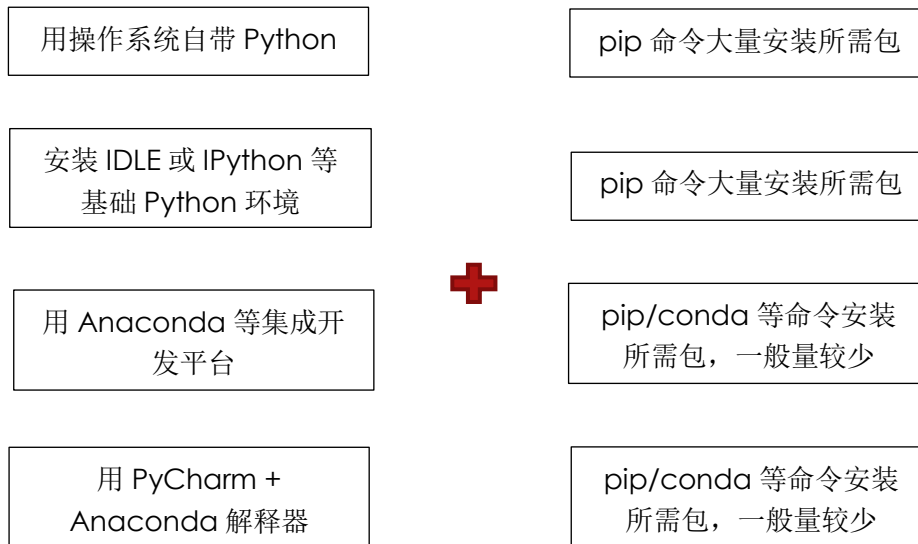 用操作系统自带 Python
pip 命令大量安装所需包
安装 IDLE 或 IPython 等
基础 Python 环境
pip 命令大量安装所需包
用 Anaconda 等集成开
发平台
pip/conda 等命令安装
所需包，一般量较少
用 PyCharm +
Anaconda 解释器
pip/conda 等命令安装
所需包，一般量较少